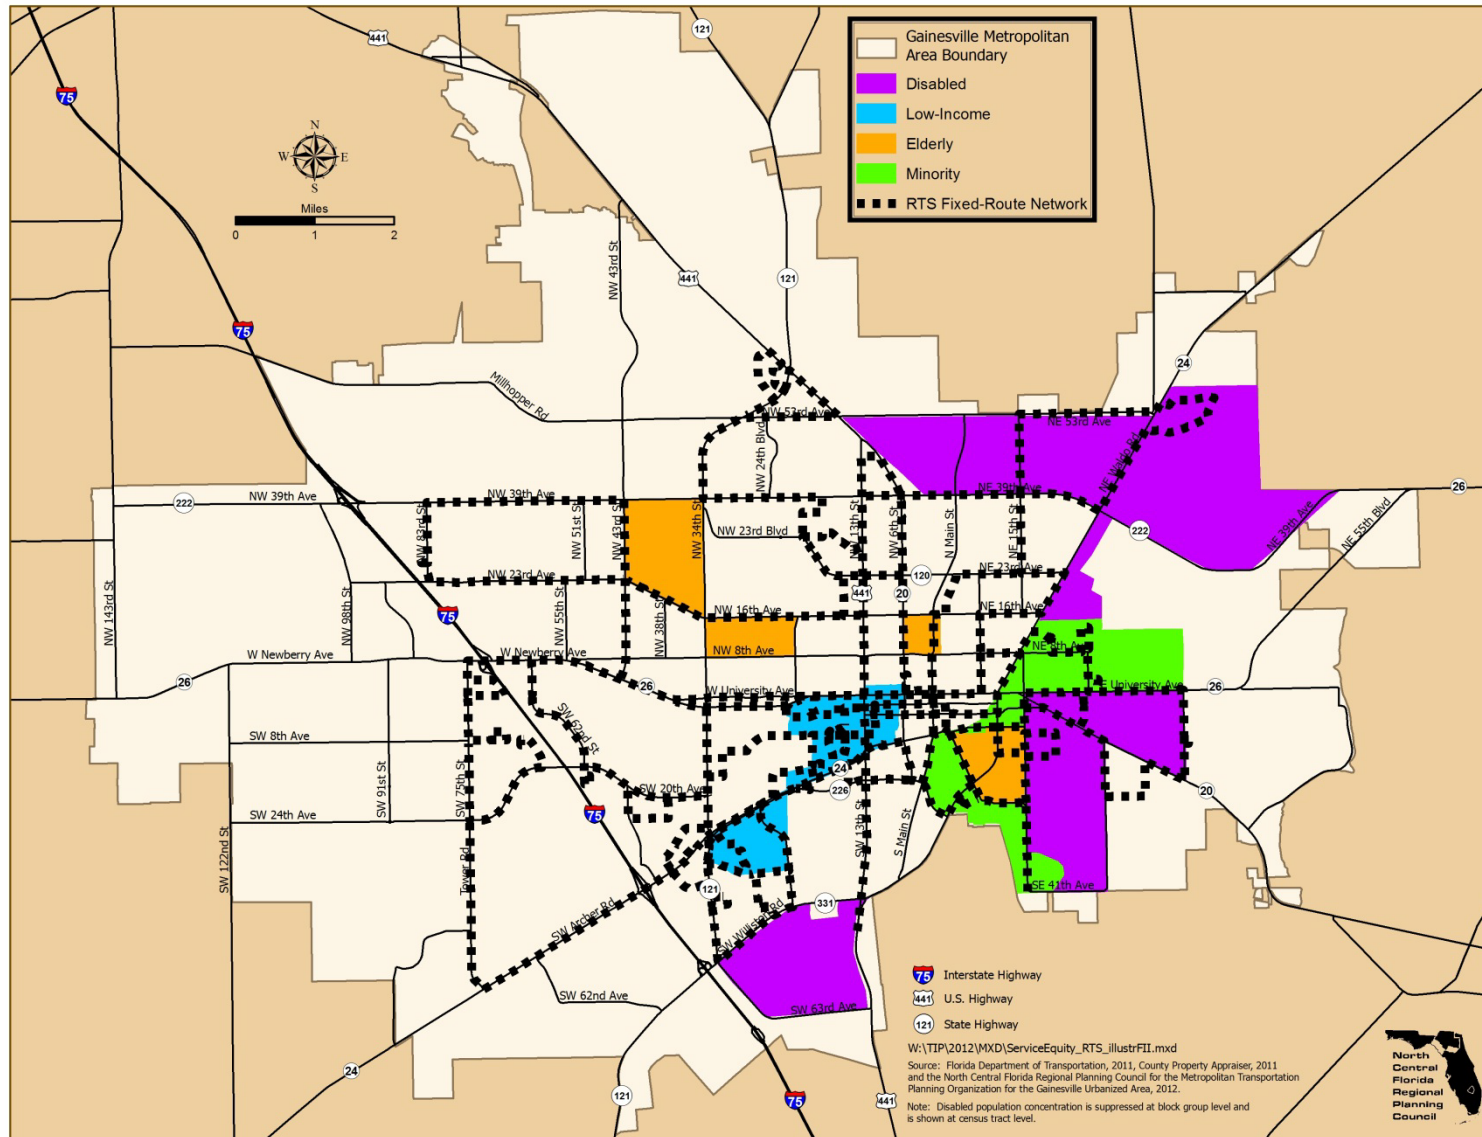 441
121
Gainesville Metropolitan
Area Boundary
Disabled
Low-Income
Elderly
Minority
RTS Fixed-Route Network
75
N
W E
S
Miles
0 1 2
NW 43rd St
441
121
75
24
Millhopper Rd
NW 53rd Ave
NE 53rd Ave
NW 24th Blvd
NE Waldo Rd
222
NW 39th Ave
NW 39th Ave
NE 39th Ave
26
NW 83rd St
NW 51st St
NW 43rd St
NW 34th St
NW 23rd Blvd
NW 13th St
NW 6th St
N Main St
NE 15th St
222
NE 39th Ave
NE 55th Blvd
NW 143rd St
NW 98th St
NW 23rd Ave
120
NE 23rd Ave
75
NW 55th St
NW 38th St
NW 16th Ave
441
20
NE 16th Ave
W Newberry Ave
W Newberry Ave
NW 8th Ave
NE 8th Ave
26
26
W University Ave
E University Ave
26
SW 8th Ave
SW 62nd St
SW 75th St
SW 91st St
24
SW 20th Ave
226
20
SW 24th Ave
75
SW 122nd St
Tower Rd
SW 13th St
S Main St
121
SE 41th Ave
331
SW Archer Rd
SW Williston Rd
SW 62nd Ave
SW 63rd Ave
75
Interstate Highway
441
U.S. Highway
121
State Highway
24
121
75
441
W:\TIP\2012\MXD\ServiceEquity_RTS_illustrFII.mxd
Source: Florida Department of Transportation, 2011, County Property Appraiser, 2011
and the North Central Florida Regional Planning Council for the Metropolitan Transportation
Planning Organization for the Gainesville Urbanized Area, 2012.
Note: Disabled population concentration is suppressed at block group level and
is shown at census tract level.
North
Central
Florida
Regional
Planning
Council